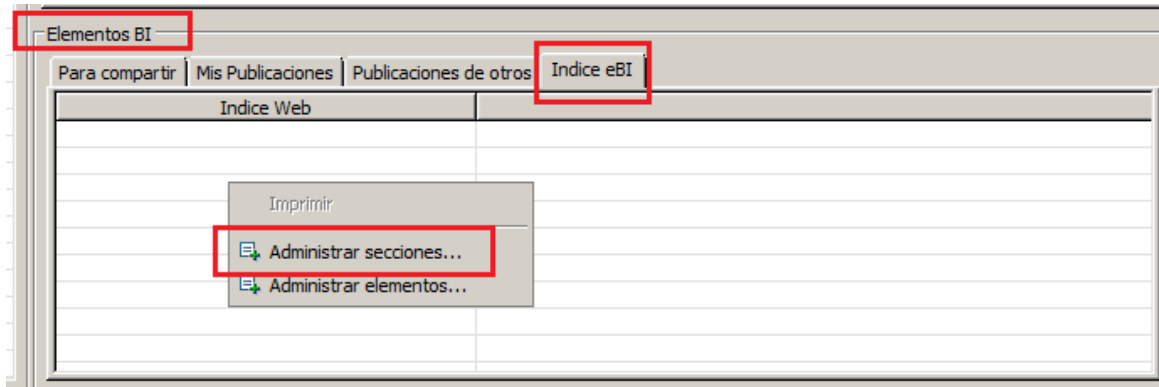 Elementos BI
Para compartir Mis Publicaciones Publicaciones de otros Indice eBI
Indice Web
Imprimir
Administrar secciones...
Administrar elementos...